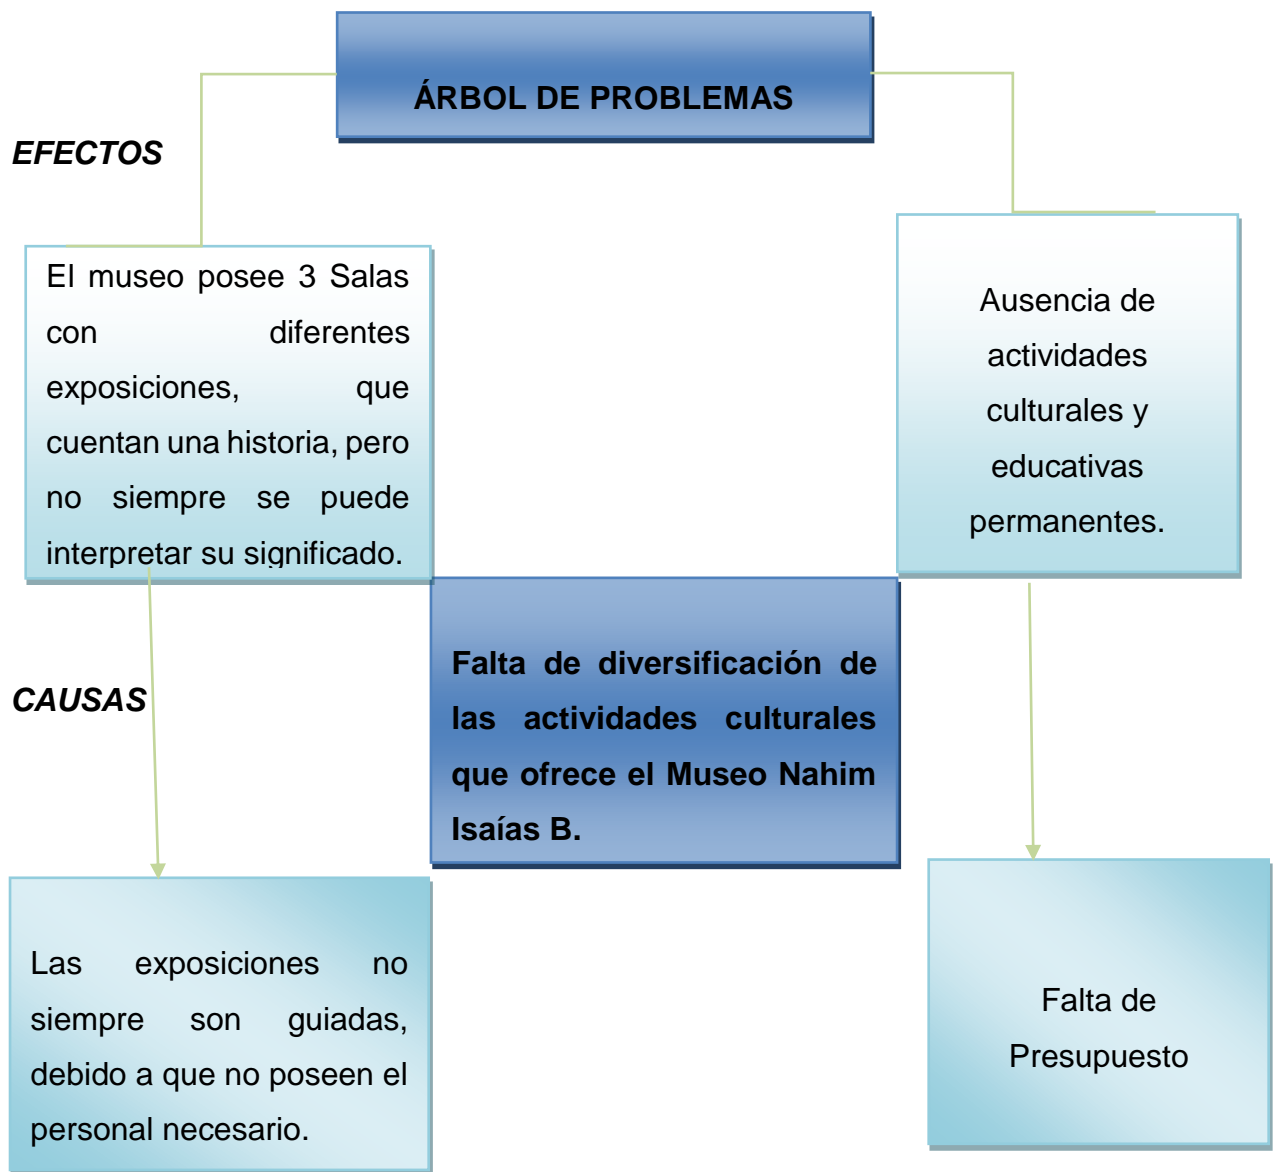 ÁRBOL DE PROBLEMAS
EFECTOS
El museo posee 3 Salas
con diferentes
exposiciones, que
cuentan una historia, pero
no siempre se puede
interpretar su significado.
Ausencia de
actividades
culturales y
educativas
permanentes.
Falta de diversificación de
las actividades culturales
que ofrece el Museo Nahim
Isaías B.
CAUSAS
Las exposiciones no
siempre son guiadas,
debido a que no poseen el
personal necesario.
Falta de
Presupuesto